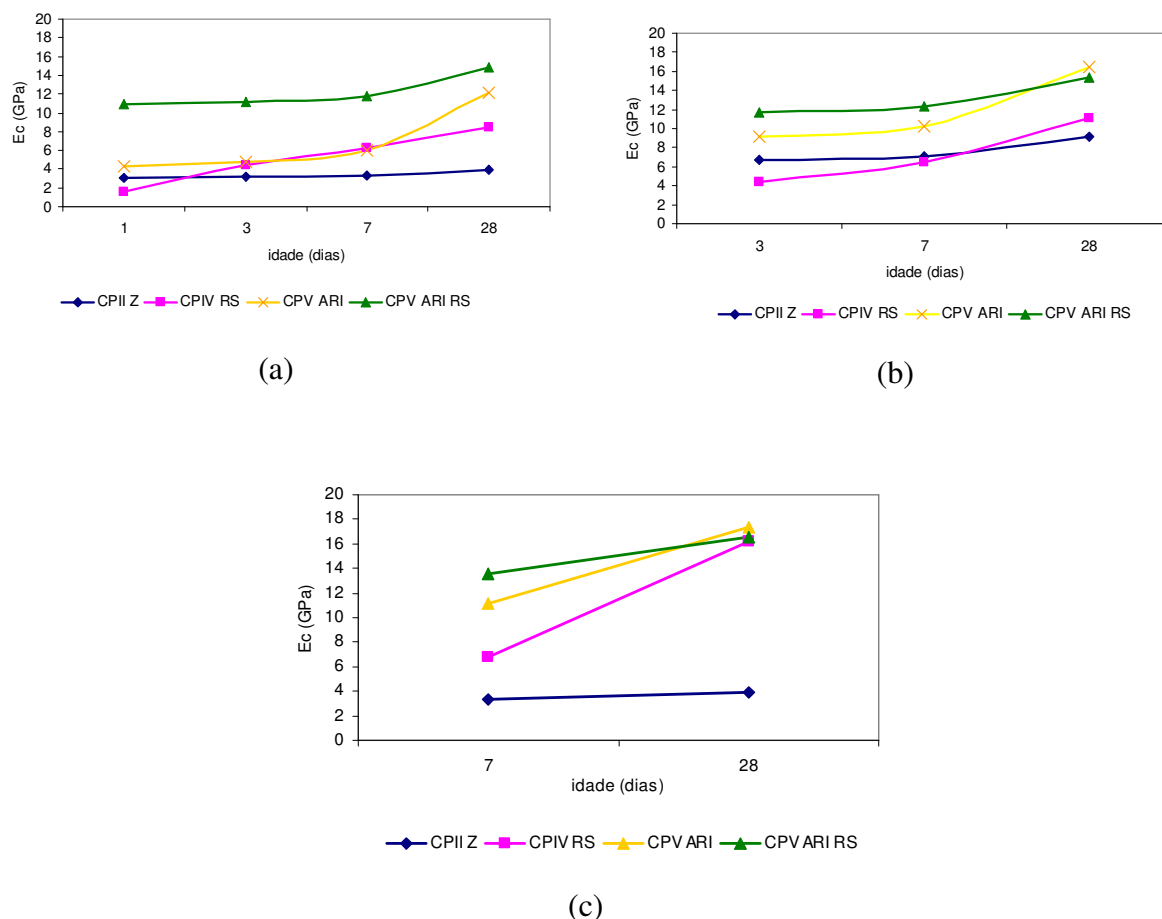 20
18
16
14
12
10
8
6
4
2
0
Ec (GPa)
1 3 7 28
idade (dias)
CPII Z CPIV RS CPV ARI CPV ARI RS
(a)
20
18
16
14
12
10
8
6
4
2
0
Ec (GPa)
3 7 28
idade (dias)
CPII Z CPIV RS CPV ARI CPV ARI RS
(b)
20
18
16
14
12
10
8
6
4
2
0
Ec (GPa)
7 28
idade (dias)
CPII Z CPIV RS CPV ARI CPV ARI RS
(c)